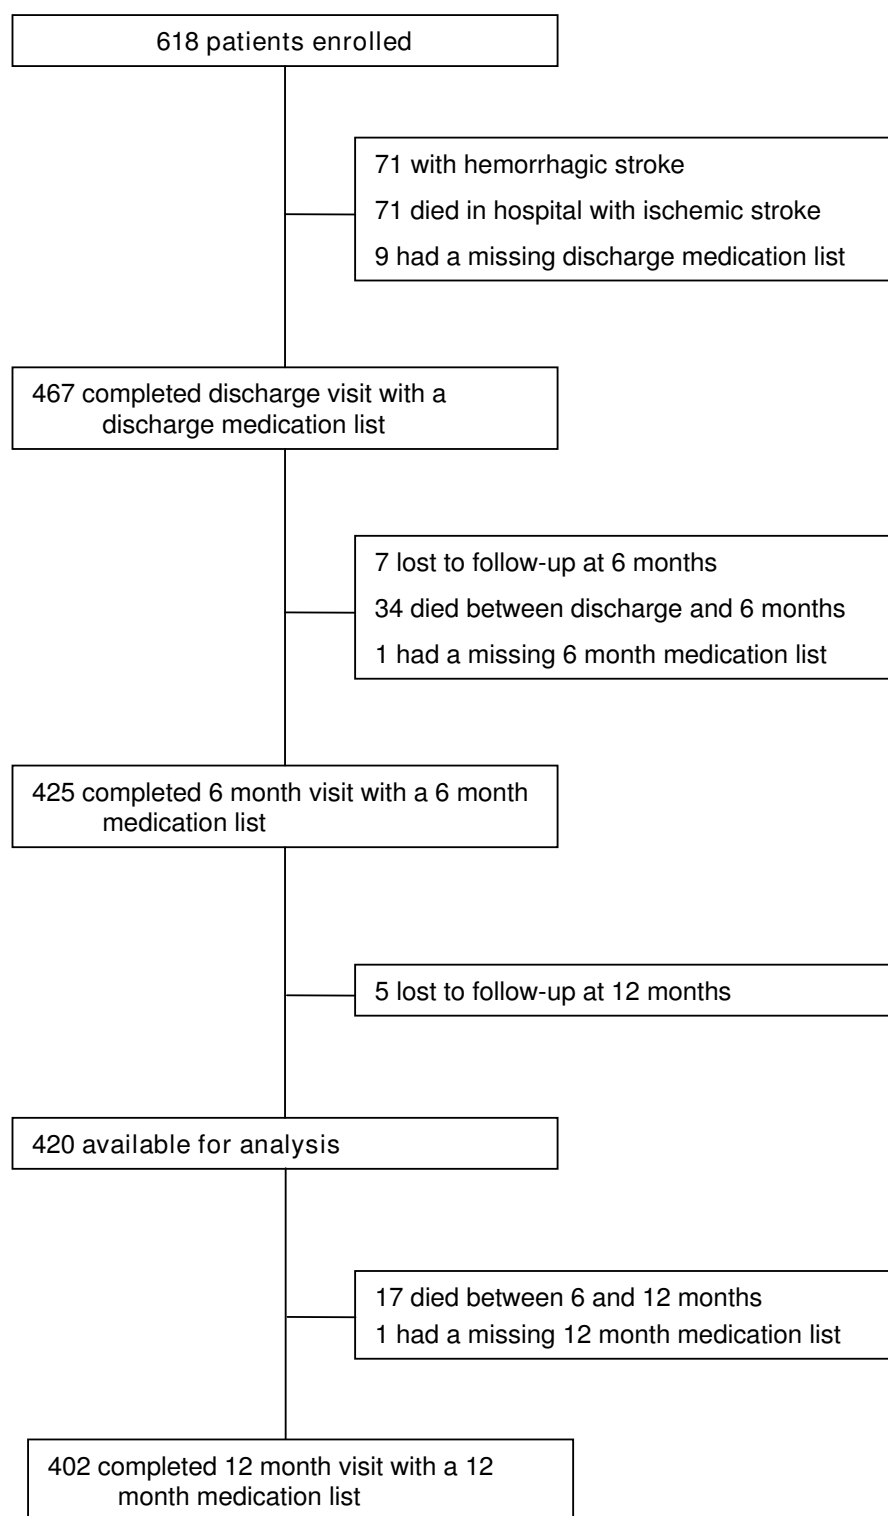 618 patients enrolled
71 with hemorrhagic stroke
71 died in hospital with ischemic stroke
9 had a missing discharge medication list
467 completed discharge visit with a
discharge medication list
7 lost to follow-up at 6 months
34 died between discharge and 6 months
1 had a missing 6 month medication list
425 completed 6 month visit with a 6 month
medication list
5 lost to follow-up at 12 months
420 available for analysis
17 died between 6 and 12 months
1 had a missing 12 month medication list
402 completed 12 month visit with a 12
month medication list